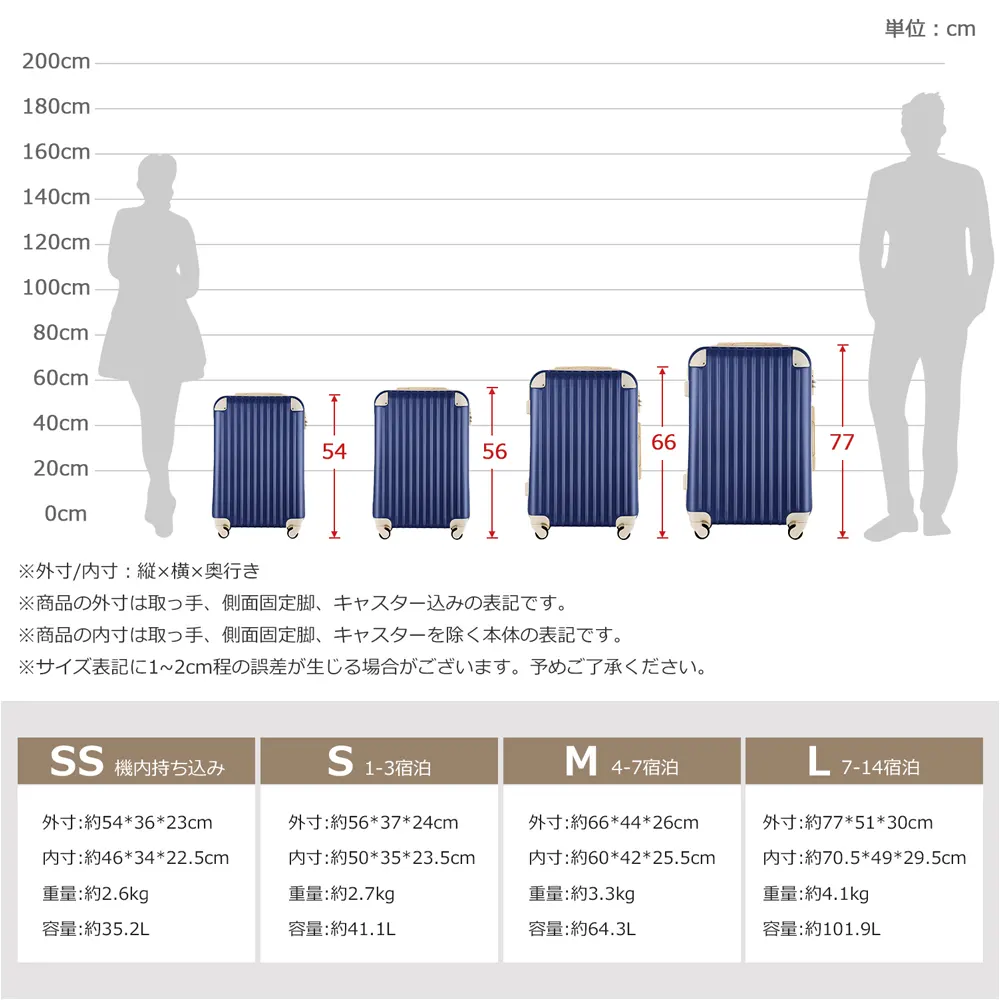 単位：cm
200cm
180cm
160cm
140cm
120cm
100cm
80cm
60cm
40cm
20cm
0cm
54
56
66
77
※外寸/内寸：縦×横×奥行き
※商品の外寸は取っ手、側面固定脚、キャスター込みの表記です。
※商品の内寸は取っ手、側面固定脚、キャスターを除く本体の表記です。
※サイズ表記に1~2cm程の誤差が生じる場合がございます。予めご了承ください。
SS 機内持ち込み
外寸:約54*36*23cm
内寸:約46*34*22.5cm
重量:約2.6kg
容量:約35.2L
S 1-3宿泊
外寸:約56*37*24cm
内寸:約50*35*23.5cm
重量:約2.7kg
容量:約41.1L
M 4-7宿泊
外寸:約66*44*26cm
内寸:約60*42*25.5cm
重量:約3.3kg
容量:約64.3L
L 7-14宿泊
外寸:約77*51*30cm
内寸:約70.5*49*29.5cm
重量:約4.1kg
容量:約101.9L